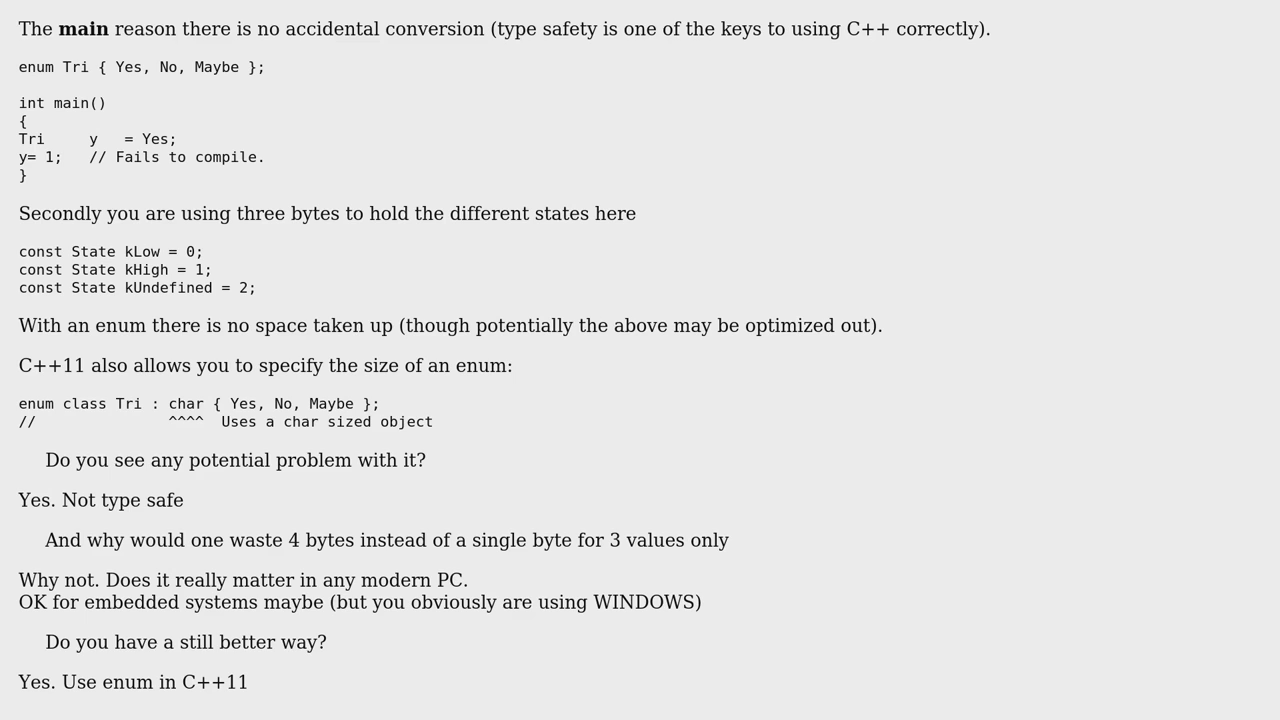 The main reason there is no accidental conversion (type safety is one of the keys to using C++ correctly).
enum Tri { Yes, No, Maybe };
int main()
{
Tri     y   = Yes;
y= 1;   // Fails to compile.
}
Secondly you are using three bytes to hold the different states here
const State kLow = 0;
const State kHigh = 1;
const State kUndefined = 2;
With an enum there is no space taken up (though potentially the above may be optimized out).
C++11 also allows you to specify the size of an enum:
enum class Tri : char { Yes, No, Maybe };
//               ^^^^  Uses a char sized object
Do you see any potential problem with it?
Yes. Not type safe
And why would one waste 4 bytes instead of a single byte for 3 values only
Why not. Does it really matter in any modern PC.
OK for embedded systems maybe (but you obviously are using WINDOWS)
Do you have a still better way?
Yes. Use enum in C++11